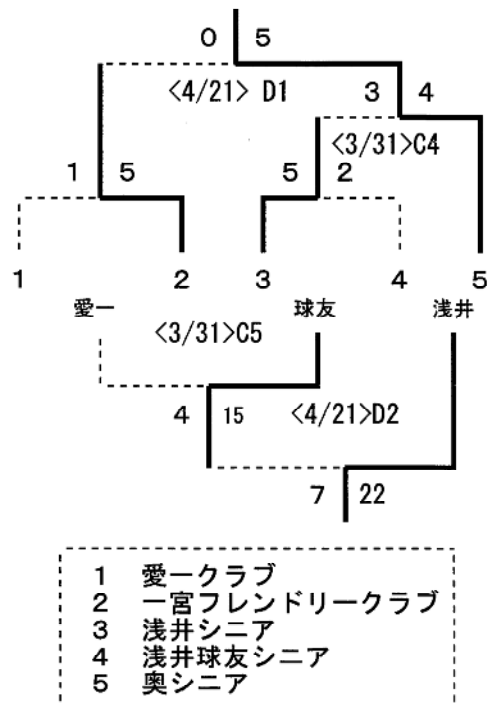 0 5
<4/21> D1
3 4
<3/31>C4
1 5 5 2
1 2 3 4 5
愛一 球友 浅井
<3/31>C5
4 15 <4/21>D2
7 22
1 愛一クラブ
2 一宮フレンドリークラブ
3 浅井シニア
4 浅井球友シニア
5 奥シニア